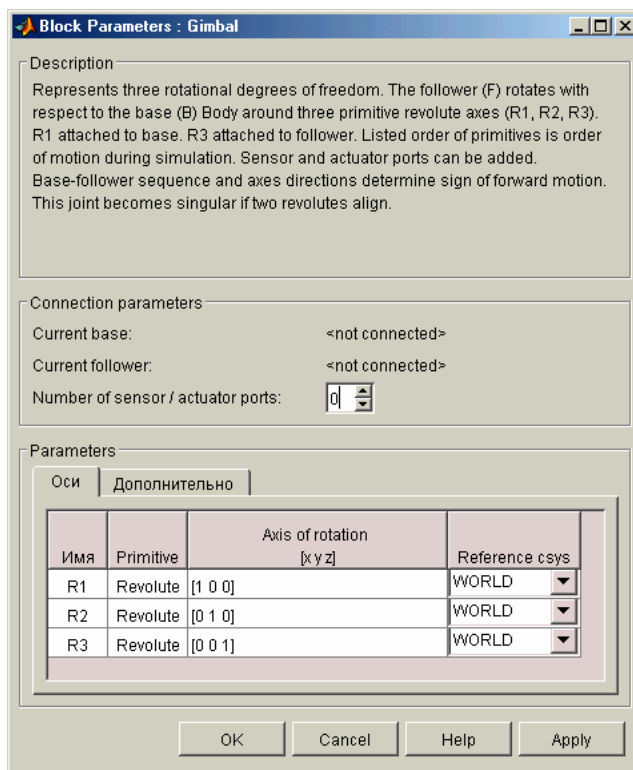 Block Parameters : Gimbal
Description
Represents three rotational degrees of freedom. The follower (F) rotates with
respect to the base (B) Body around three primitive revolute axes (R1, R2, R3).
R1 attached to base. R3 attached to follower. Listed order of primitives is order
of motion during simulation. Sensor and actuator ports can be added.
Base-follower sequence and axes directions determine sign of forward motion.
This joint becomes singular if two revolutes align.
Connection parameters
Current base: <not connected>
Current follower: <not connected>
Number of sensor / actuator ports: 0
Parameters
Оси Дополнительно
Axis of rotation
Имя Primitive [x y z] Reference csys
R1 Revolute [1 0 0] WORLD
R2 Revolute [0 1 0] WORLD
R3 Revolute [0 0 1] WORLD
OK Cancel Help Apply